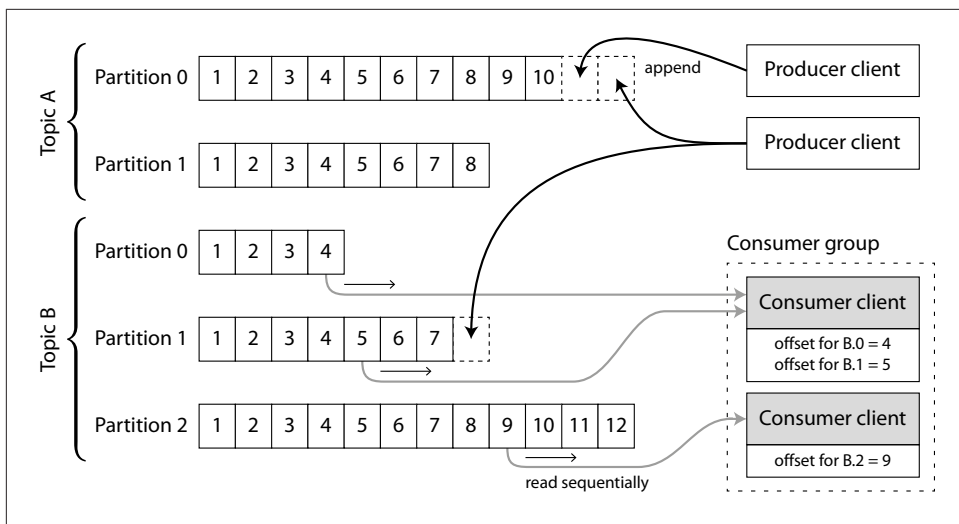 Topic A
Partition 0
1 2 3 4 5 6 7 8 9 10
append
Producer client
Producer client
Partition 1
1 2 3 4 5 6 7 8
Topic B
Partition 0
1 2 3 4
Partition 1
1 2 3 4 5 6 7
Partition 2
1 2 3 4 5 6 7 8 9 10 11 12
read sequentially
Consumer group
Consumer client
offset for B.0 = 4
offset for B.1 = 5
Consumer client
offset for B.2 = 9